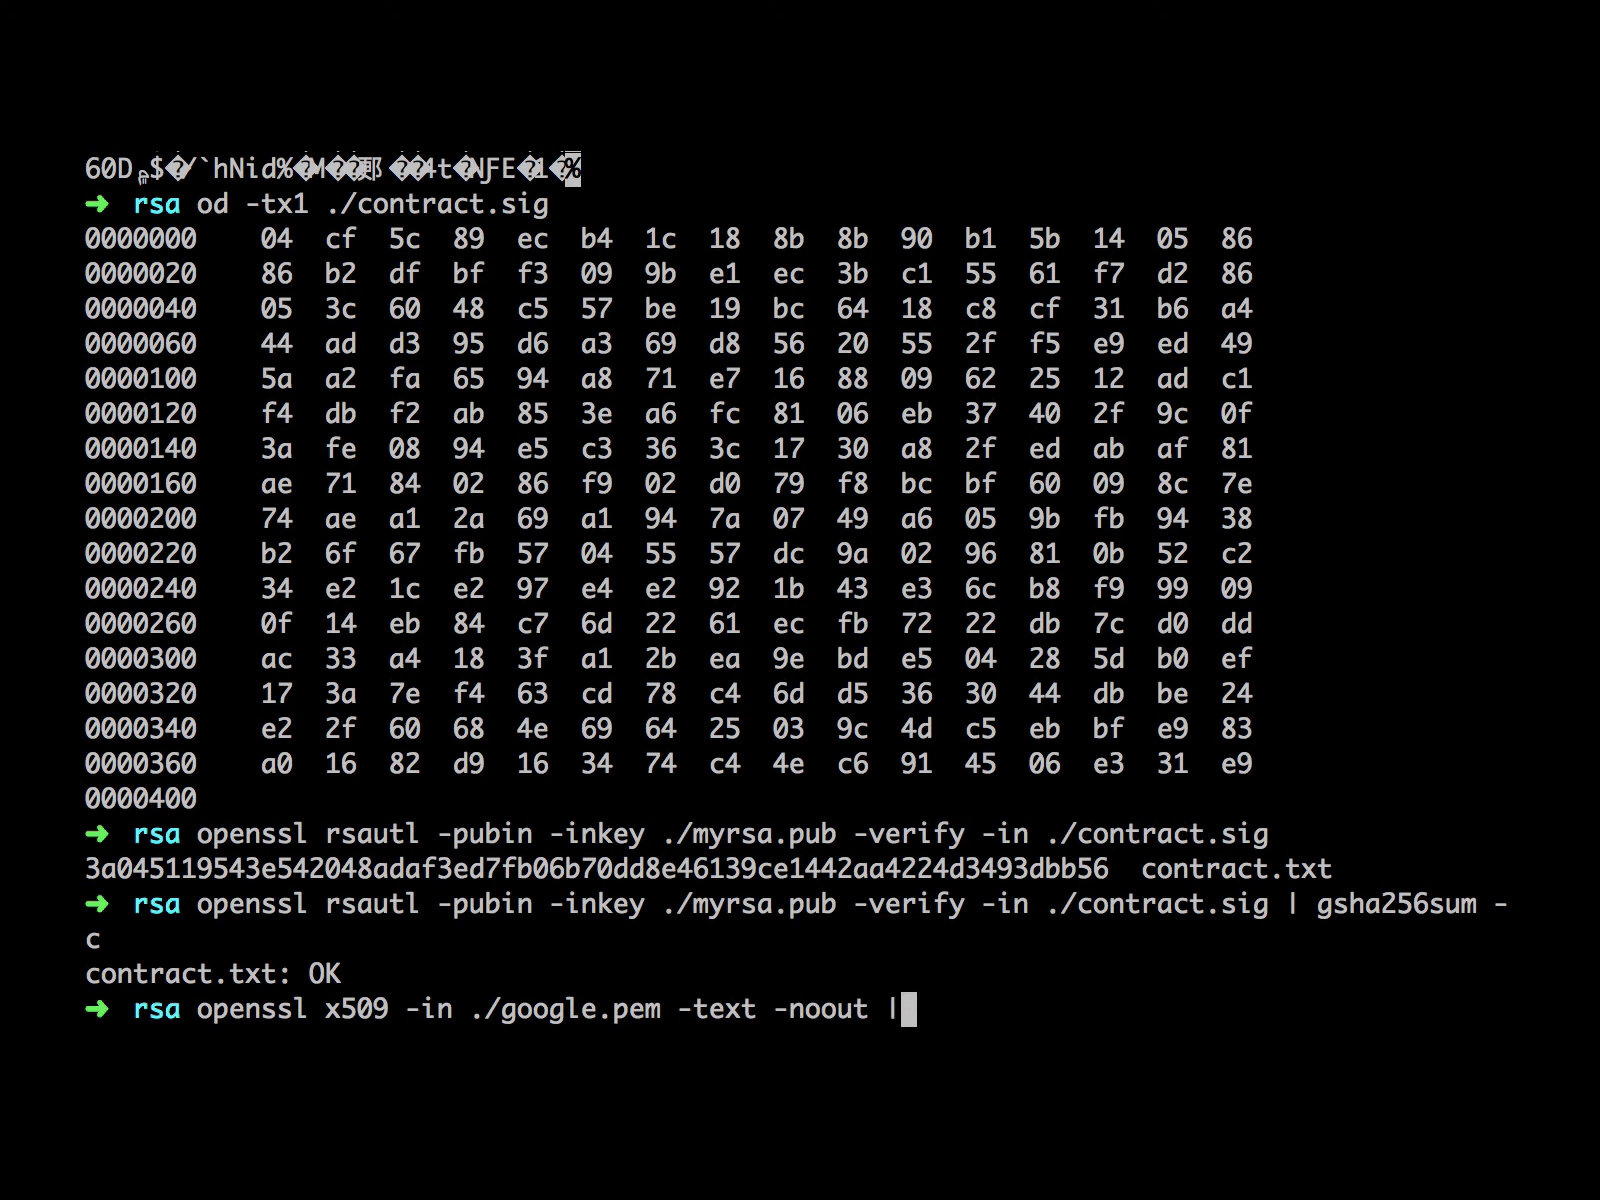 60D $�/`hNid%�M��鄸 ��4t�NƑE�1�%
➜ rsa od -tx1 ./contract.sig
0000000 04 cf 5c 89 ec b4 1c 18 8b 8b 90 b1 5b 14 05 86
0000020 86 b2 df bf f3 09 9b e1 ec 3b c1 55 61 f7 d2 86
0000040 05 3c 60 48 c5 57 be 19 bc 64 18 c8 cf 31 b6 a4
0000060 44 ad d3 95 d6 a3 69 d8 56 20 55 2f f5 e9 ed 49
0000100 5a a2 fa 65 94 a8 71 e7 16 88 09 62 25 12 ad c1
0000120 f4 db f2 ab 85 3e a6 fc 81 06 eb 37 40 2f 9c 0f
0000140 3a fe 08 94 e5 c3 36 3c 17 30 a8 2f ed ab af 81
0000160 ae 71 84 02 86 f9 02 d0 79 f8 bc bf 60 09 8c 7e
0000200 74 ae a1 2a 69 a1 94 7a 07 49 a6 05 9b fb 94 38
0000220 b2 6f 67 fb 57 04 55 57 dc 9a 02 96 81 0b 52 c2
0000240 34 e2 1c e2 97 e4 e2 92 1b 43 e3 6c b8 f9 99 09
0000260 0f 14 eb 84 c7 6d 22 61 ec fb 72 22 db 7c d0 dd
0000300 ac 33 a4 18 3f a1 2b ea 9e bd e5 04 28 5d b0 ef
0000320 17 3a 7e f4 63 cd 78 c4 6d d5 36 30 44 db be 24
0000340 e2 2f 60 68 4e 69 64 25 03 9c 4d c5 eb bf e9 83
0000360 a0 16 82 d9 16 34 74 c4 4e c6 91 45 06 e3 31 e9
0000400
➜ rsa openssl rsautl -pubin -inkey ./myrsa.pub -verify -in ./contract.sig
3a045119543e542048adaf3ed7fb06b70dd8e46139ce1442aa4224d3493dbb56 contract.txt
➜ rsa openssl rsautl -pubin -inkey ./myrsa.pub -verify -in ./contract.sig | gsha256sum -
c
contract.txt: OK
➜ rsa openssl x509 -in ./google.pem -text -noout |